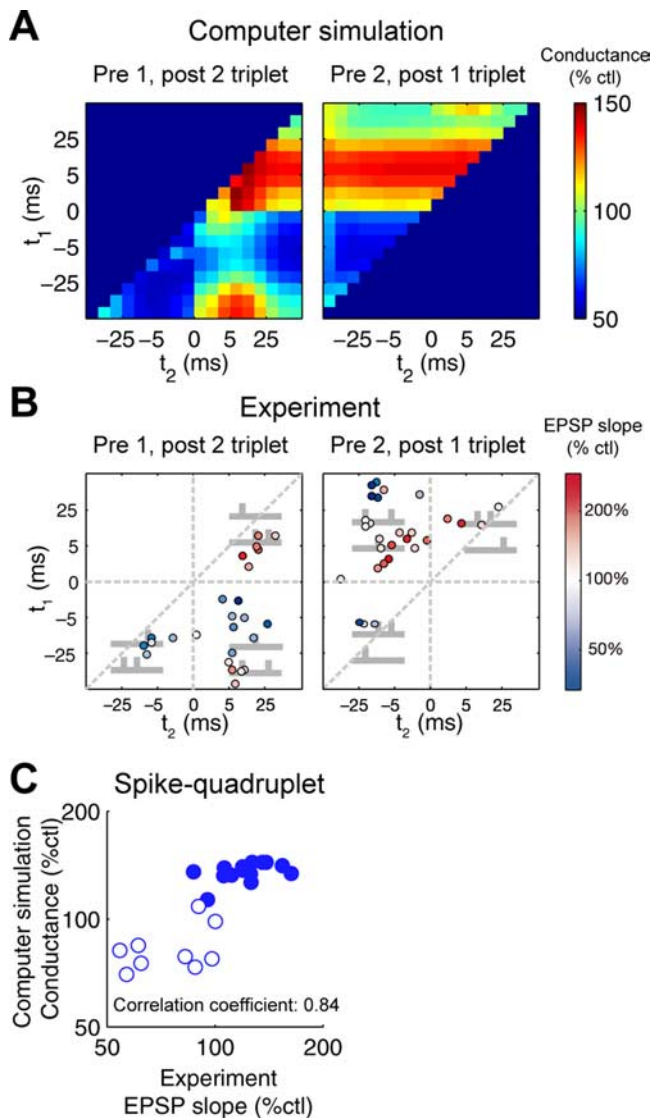 A
Computer simulation
Pre 1, post 2 triplet
Pre 2, post 1 triplet
Conductance
(% ctl)
150
100
50
t1 (ms)
25
5
0
−5
−25
−25 −5 0 5 25
t2 (ms)
−25 −5 0 5 25
t2 (ms)
B
Experiment
Pre 1, post 2 triplet
Pre 2, post 1 triplet
EPSP slope
(% ctl)
200%
100%
50%
t1 (ms)
25
5
0
−5
−25
−25 −5 0 5 25
t2 (ms)
25
5
0
−5
−25
−25 −5 0 5 25
t2 (ms)
C
Spike-quadruplet
Computer simulation
Conductance (%ctl)
200
100
50
Correlation coefficient: 0.84
50 100 200
Experiment
EPSP slope (%ctl)